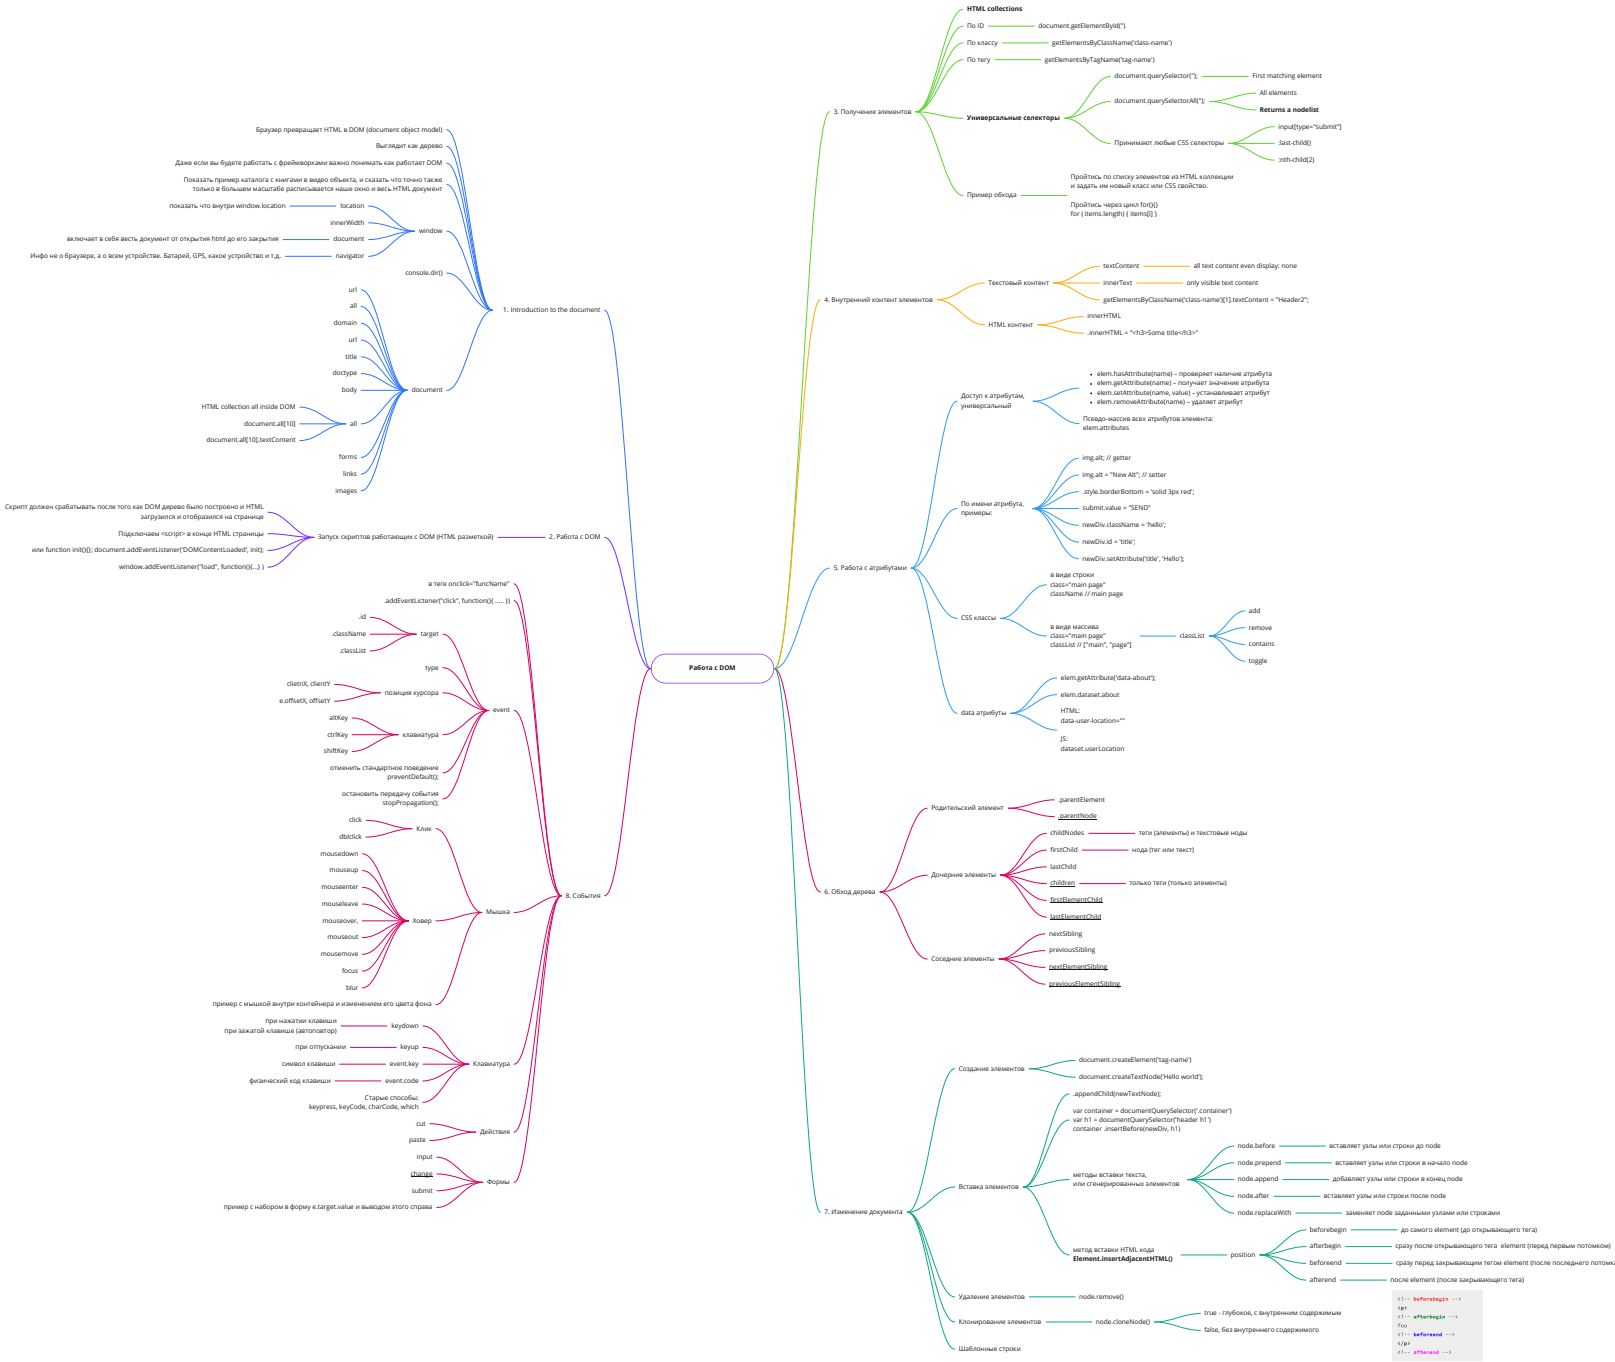 Работа с DOM
1. Introduction to the document
Браузер превращает HTML в DOM (document object model)
Выглядит как дерево
Даже если вы будете работать с фреймворками важно понимать как работает DOM
Показать пример каталога с книгами в видео объекта, и сказать что точно также
только в большем масштабе расписывается наше окно и весь HTML документ
window
location
показать что внутри window.location
innerWidth
document
включает в себя весть документ от открытия html до его закрытия
navigator
Инфо не о браузере, а о всем устройстве. Батарей, GPS, какое устройство и т.д.
console.dir()
document
url
all
domain
url
title
doctype
body
all
HTML collection all inside DOM
document.all[10]
document.all[10].textContent
forms
links
images
2. Работа с DOM
Запуск скриптов работающих с DOM (HTML разметкой)
Скрипт должен срабатывать после того как DOM дерево было построено и HTML
загрузился и отобразился на странице
Подключаем <script> в конце HTML страницы
или function init(){}; document.addEventListener('DOMContentLoaded', init);
window.addEventListener("load", function(){...} )
3. Получение элементов
HTML collections
По ID
document.getElementById('')
По классу
getElementsByClassName('class-name')
По тегу
getElementsByTagName('tag-name')
Универсальные селекторы
document.querySelector('');
First matching element
document.querySelectorAll('');
All elements
Returns a nodelist
Принимают любые CSS селекторы
input[type="submit"]
:last-child()
:nth-child(2)
Пример обхода
Пройтись по списку элементов из HTML коллекции
и задать им новый класс или CSS свойство.
Пройтись через цикл for(){}
for ( items.length) { items[i] }
4. Внутренний контент элементов
Текстовый контент
textContent
all text content even display: none
innerText
only visible text content
getElementsByClassName('class-name')[1].textContent = "Header2";
HTML контент
innerHTML
.innerHTML = "<h3>Some title</h3>"
5. Работа с атрибутами
Доступ к атрибутам,
универсальный
• elem.hasAttribute(name) – проверяет наличие атрибута
• elem.getAttribute(name) – получает значение атрибута
• elem.setAttribute(name, value) – устанавливает атрибут
• elem.removeAttribute(name) – удаляет атрибут
Псевдо-массив всех атрибутов элемента:
elem.attributes
По имени атрибута,
примеры:
img.alt; // getter
img.alt = "New Alt"; // setter
.style.borderBottom = 'solid 3px red';
submit.value = "SEND"
newDiv.className = 'hello';
newDiv.id = 'title';
newDiv.setAttribute('title', 'Hello');
CSS классы
в виде строки
class="main page"
className // main page
в виде массива
class="main page"
classList // ["main", "page"]
classList
add
remove
contains
toggle
data атрибуты
elem.getAttribute('data-about');
elem.dataset.about
HTML:
data-user-location=""
JS:
dataset.userLocation
6. Обход дерева
Родительский элемент
.parentElement
.parentNode
Дочерние элементы
childNodes
теги (элементы) и текстовые ноды
firstChild
нода (тег или текст)
lastChild
children
только теги (только элементы)
firstElementChild
lastElementChild
Соседние элементы
nextSibling
previousSibling
nextElementSibling
previousElementSibling
7. Изменение документа
Создание элементов
document.createElement('tag-name')
document.createTextNode('Hello world');
Вставка элементов
.appendChild(newTextNode);
var container = documentQuerySelector('.container')
var h1 = documentQuerySelector('header h1')
container .insertBefore(newDiv, h1)
методы вставки текста,
или сгенерированных элементов
node.before
вставляет узлы или строки до node
node.prepend
вставляет узлы или строки в начало node
node.append
добавляет узлы или строки в конец node
node.after
вставляет узлы или строки после node
node.replaceWith
заменяет node заданными узлами или строками
метод вставки HTML кода
Element.insertAdjacentHTML()
position
beforebegin
до самого element (до открывающего тега)
afterbegin
сразу после открывающего тега element (перед первым потомком)
beforeend
сразу перед закрывающим тегом element (после последнего
afterend
после element (после закрывающего тега)
<!-- beforebegin -->
<p>
<!-- afterbegin -->
foo
<!-- beforeend -->
</p>
<!-- afterend -->
Удаление элементов
node.remove()
Клонирование элементов
node.cloneNode()
true - глубокое, с внутренним содержимым
false, без внутреннего содержимого
Шаблонные строки
8. События
в теге onclick="funcName"
.addEventLictener("click", function(){ ..... })
event
target
.id
.className
.classList
type
позиция курсора
clietnX, clientY
e.offsetX, offsetY
клавиатура
altKey
ctrlKey
shiftKey
отменить стандартное поведение
preventDefault();
остановить передачу события
stopPropagation();
Мышка
Клик
click
dblclick
Ховер
mousedown
mouseup
mouseenter
mouseleave
mouseover,
mouseout
mousemove
focus
blur
пример с мышкой внутри контейнера и изменением его цвета фона
Клавиатура
keydown
при нажатии клавиши
при зажатой клавише (автоповтор)
keyup
при отпускании
event.key
символ клавиши
event.code
физический код клавиши
Старые способы:
keypress, keyCode, charCode, which
Действия
cut
paste
Формы
input
change
submit
пример с набором в форму e.target.value и выводом этого справа